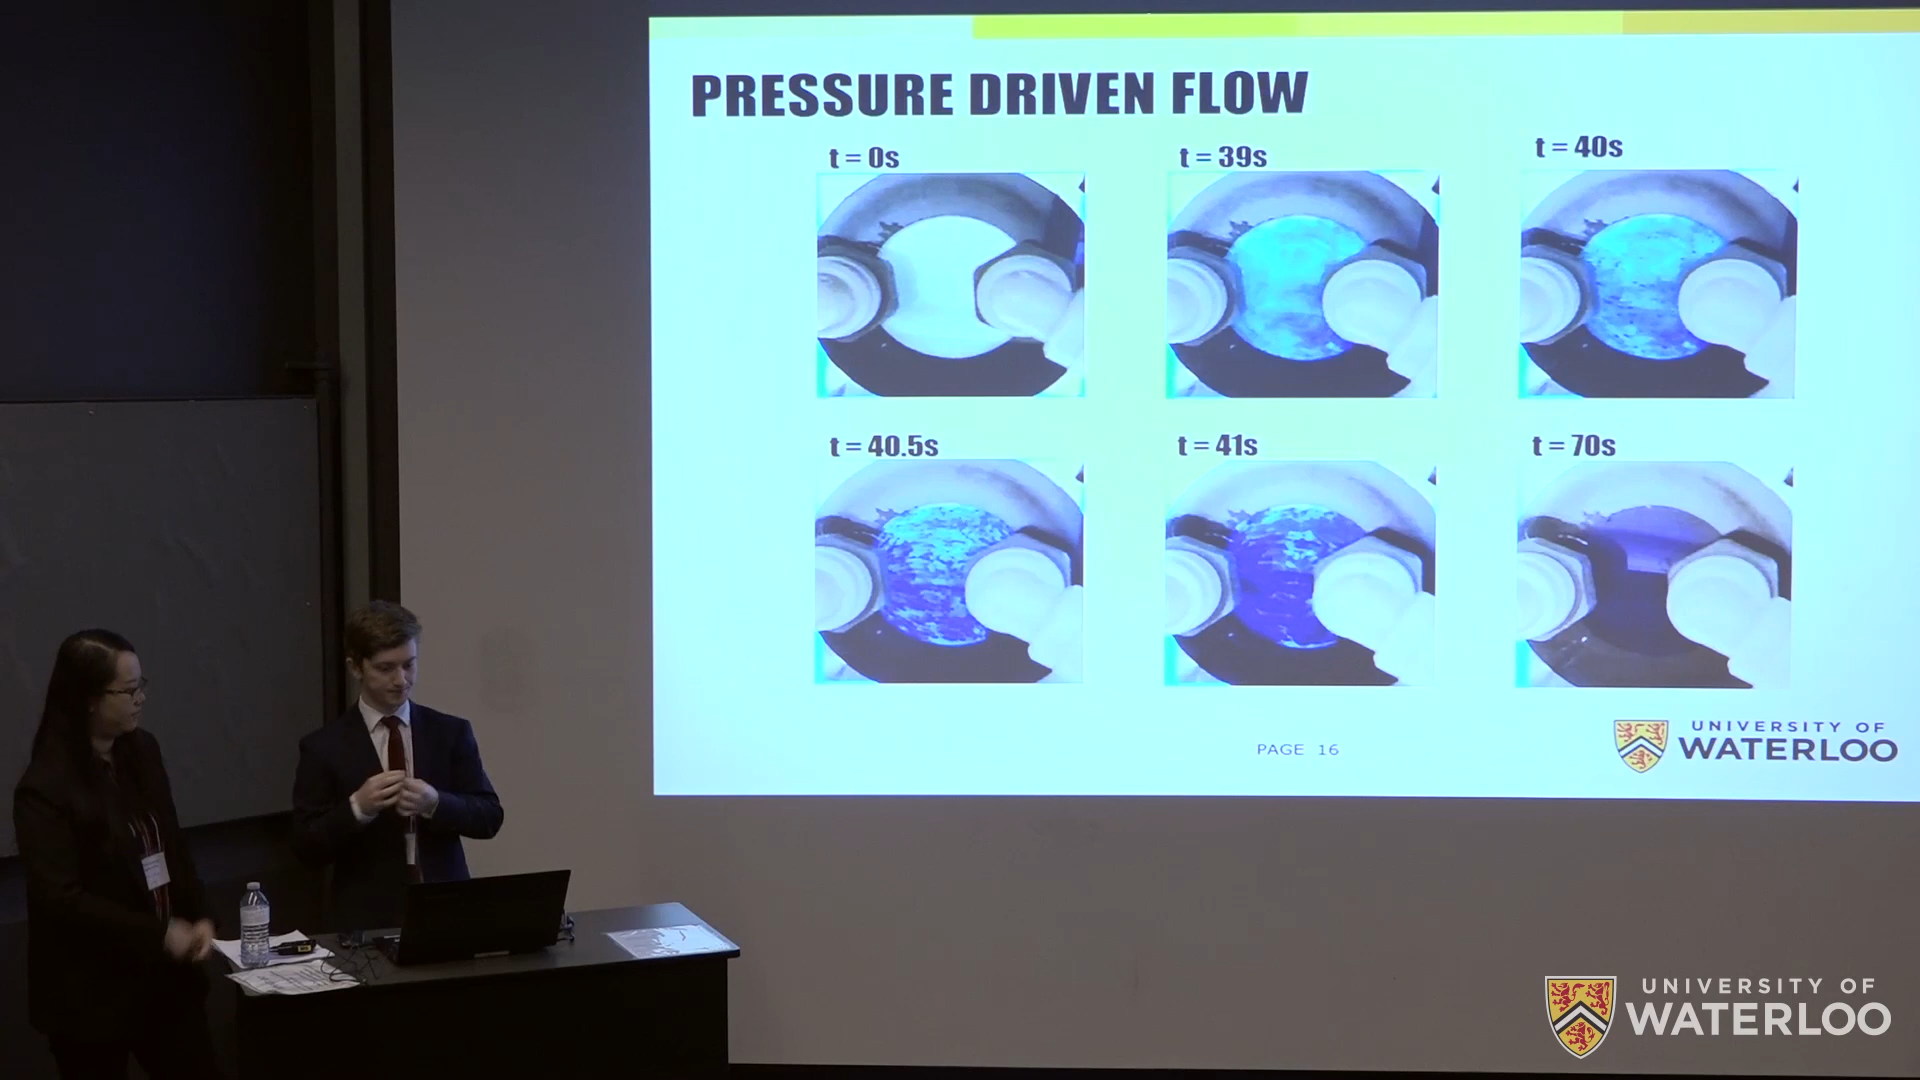 PRESSURE DRIVEN FLOW
t = 0s
t = 39s
t = 40s
t = 40.5s
t = 41s
t = 70s
PAGE 16
UNIVERSITY OF
WATERLOO
UNIVERSITY OF
WATERLOO